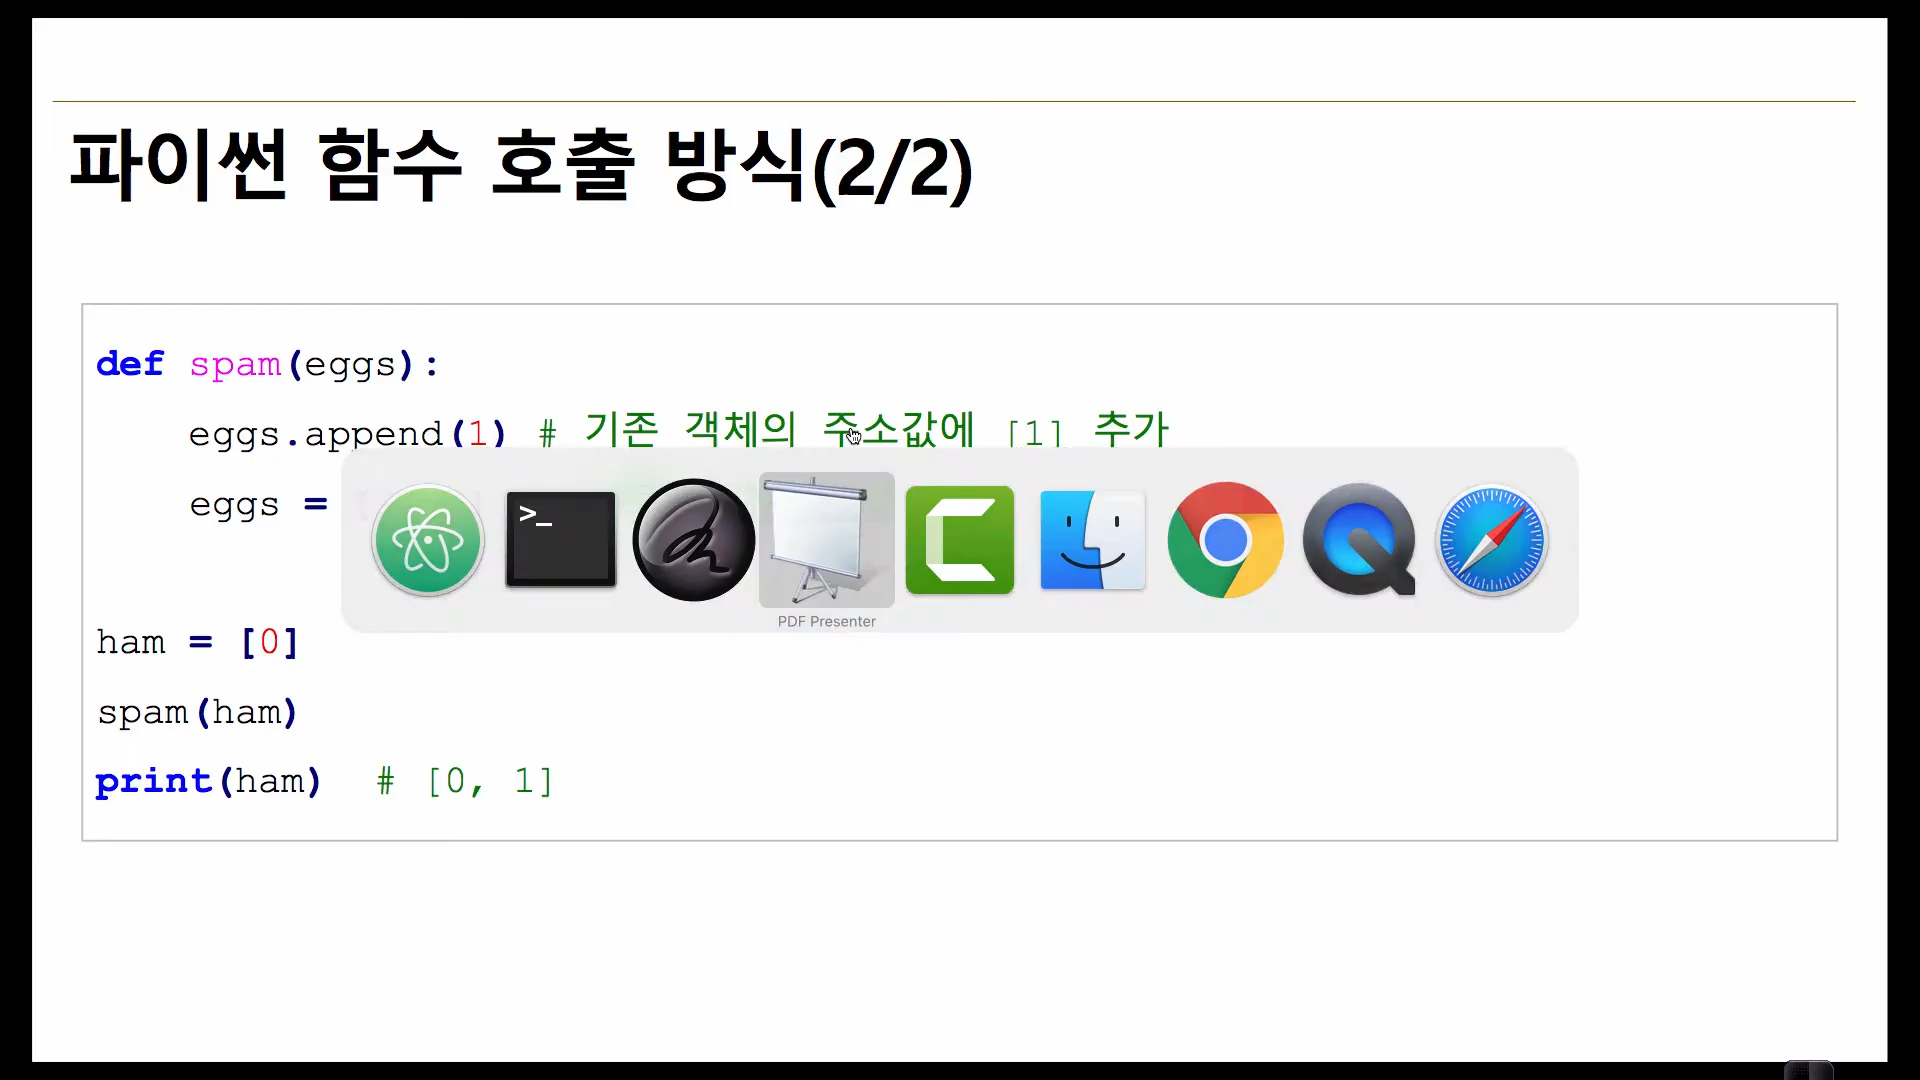 파이썬 함수 호출 방식(2/2)
def spam(eggs):
eggs.append(1) # 기존 객체의 주소값에 [1] 추가
eggs =
>_
PDF Presenter
ham = [0]
spam(ham)
print(ham) # [0, 1]